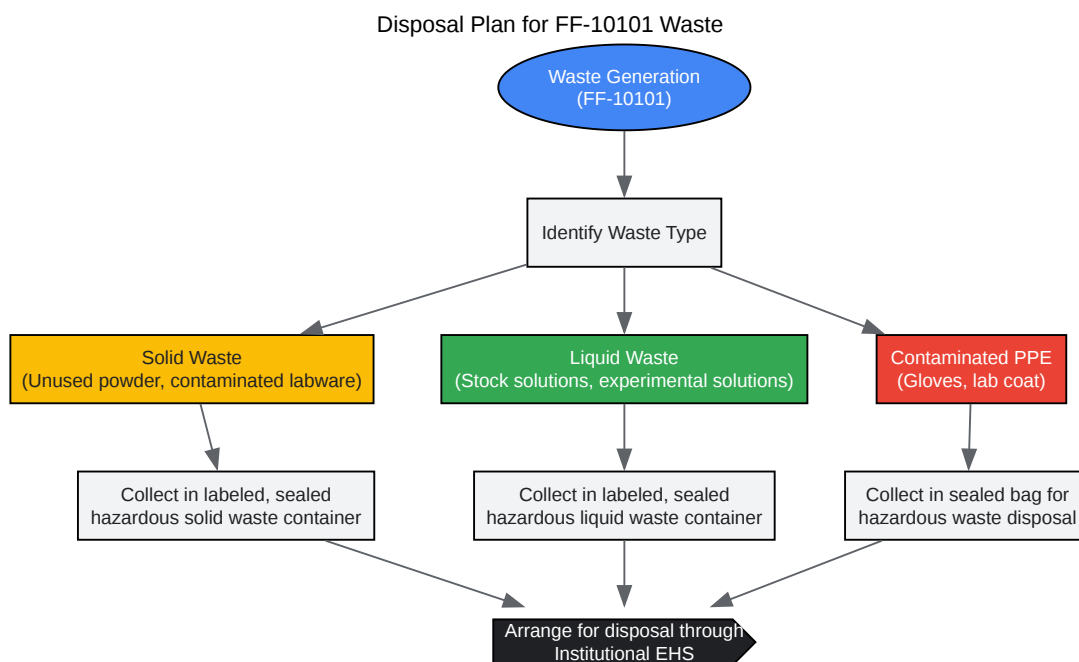 Disposal Plan for FF-10101 Waste
Waste Generation
(FF-10101)
Identify Waste Type
Solid Waste
(Unused powder, contaminated labware)
Liquid Waste
(Stock solutions, experimental solutions)
Contaminated PPE
(Gloves, lab coat)
Collect in labeled, sealed
hazardous solid waste container
Collect in labeled, sealed
hazardous liquid waste container
Collect in sealed bag for
hazardous waste disposal
Arrange for disposal through
Institutional EHS